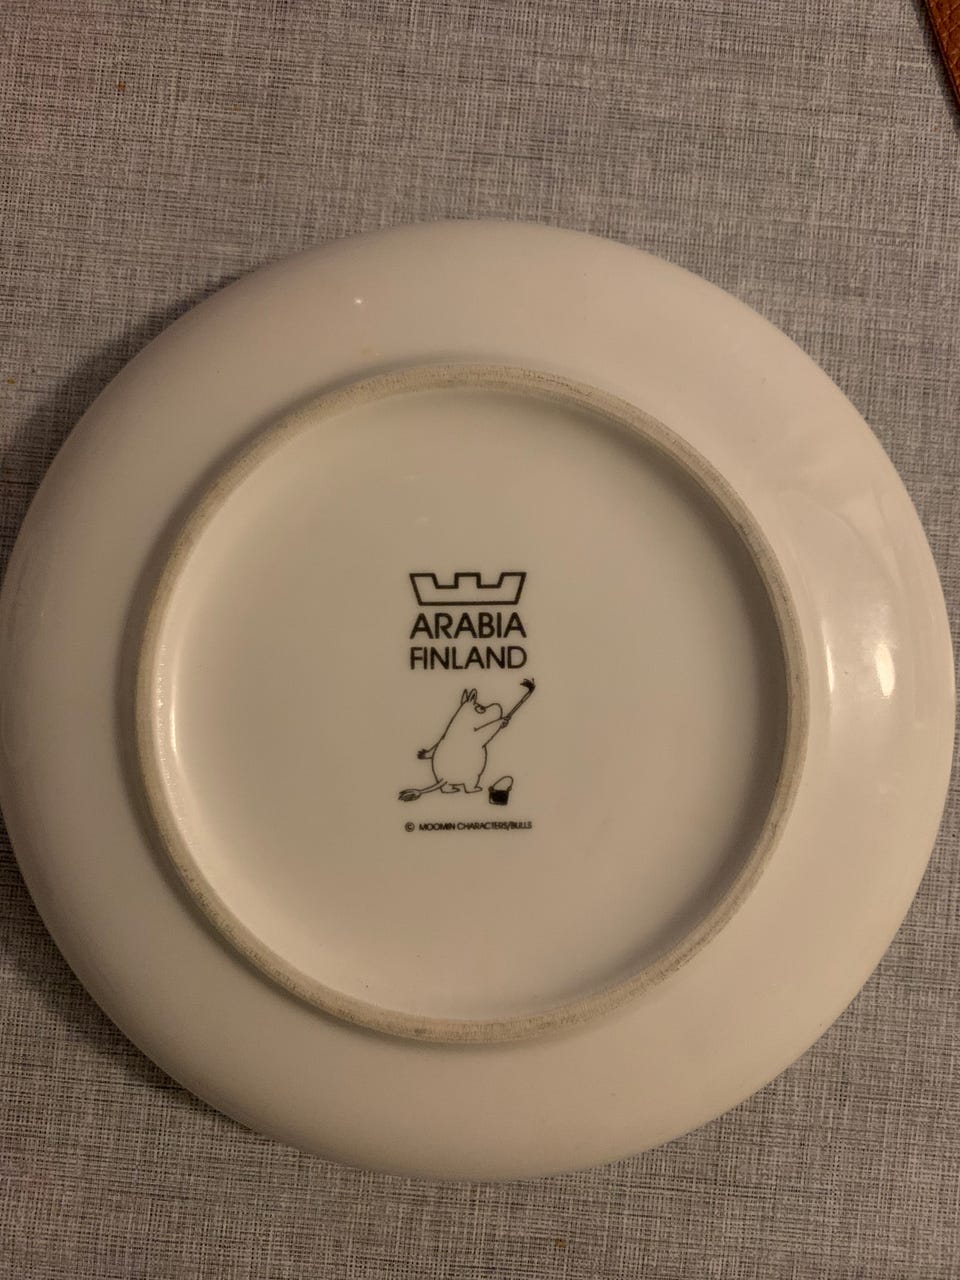 ARABIA
FINLAND
© MOOMIN CHARACTERS/BULLS